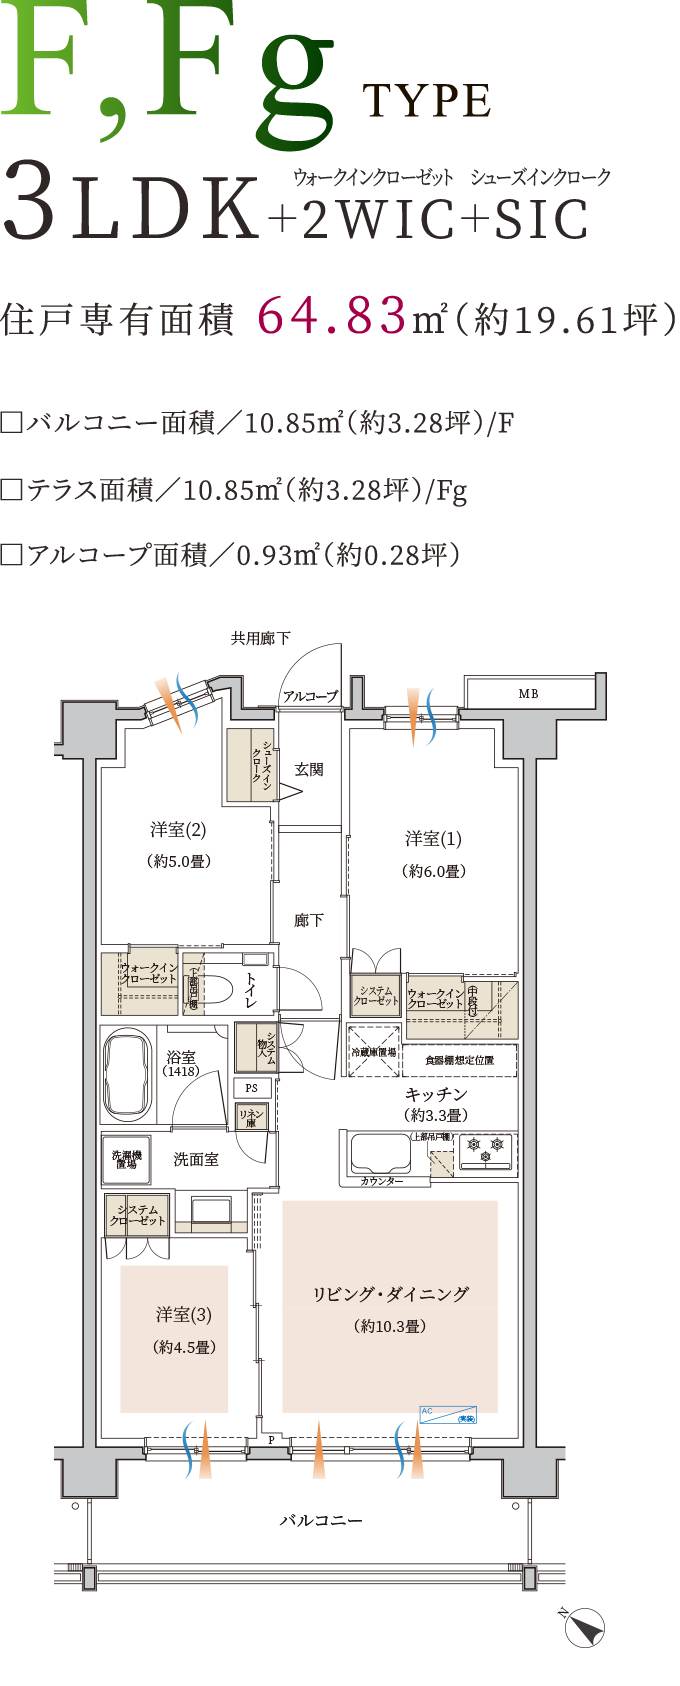 F,Fg TYPE
ウォークインクローゼット シューズインクローク
3LDK+2WIC+SIC
住戸専有面積 64.83㎡(約19.61坪)
□バルコニー面積／10.85㎡(約3.28坪)/F
□テラス面積／10.85㎡(約3.28坪)/Fg
□アルコープ面積／0.93㎡(約0.28坪)
共用廊下
アルコーブ
MB
シューズイン
クローク
玄関
洋室(2)
(約5.0畳)
洋室(1)
(約6.0畳)
廊下
ウォークイン
クローゼット
(上部吊戸棚)
トイレ
システム
クローゼット
ウォークイン
クローゼット
(中段付)
システム
物入
冷蔵庫置場
食器棚想定位置
浴室
(1418)
PS
リネン
庫
キッチン
(約3.3畳)
(上部吊戸棚)
洗濯機
置場
洗面室
カウンター
システム
クローゼット
リビング・ダイニング
(約10.3畳)
洋室(3)
(約4.5畳)
AC
(実装)
P
バルコニー
N